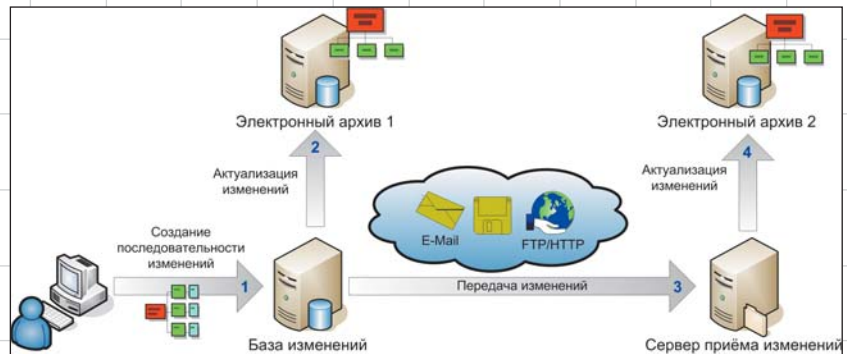 Электронный архив 1
Электронный архив 2
2
4
Актуализация
изменений
Актуализация
изменений
E-Mail
FTP/HTTP
Создание
последовательности
изменений
1
Передача изменений
3
База изменений
Сервер приёма изменений